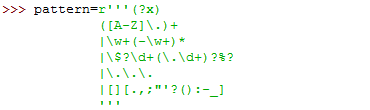 >>> pattern=r'''(?x)
([A-Z]\.)+
|\w+(-\w+)*
|\$?\d+(\.\d+)?%?
|\.\.\.
|[][.,;"'?():-_]
'''